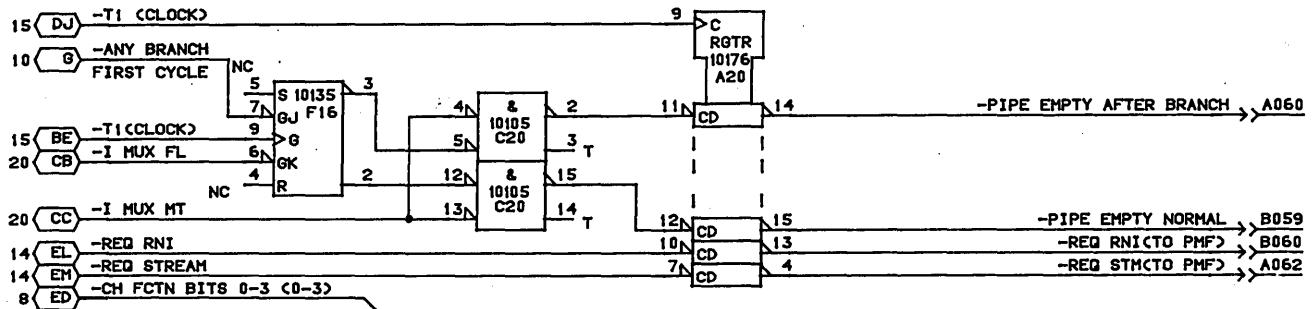 15 DJ -T1 (CLOCK) 9 C
RGTR
10176
A20
10 G -ANY BRANCH
FIRST CYCLE
NC
5 S 10135 3
F16
7 GJ
15 BE -T1(CLOCK) 9 G
20 CB -I MUX FL 6 GK
NC 4 R 2
4 & 2
10105
5 C20 3 T
12 & 15
10105
13 C20 14 T
11 CD 14 -PIPE EMPTY AFTER BRANCH A060
20 CC -I MUX MT
12 CD 15 -PIPE EMPTY NORMAL B059
14 EL -REQ RNI 10 CD 13 -REQ RNI(TO PMF) B060
14 EM -REQ STREAM 7 CD 4 -REQ STM(TO PMF) A062
8 ED -CH FCTN BITS 0-3 (0-3)